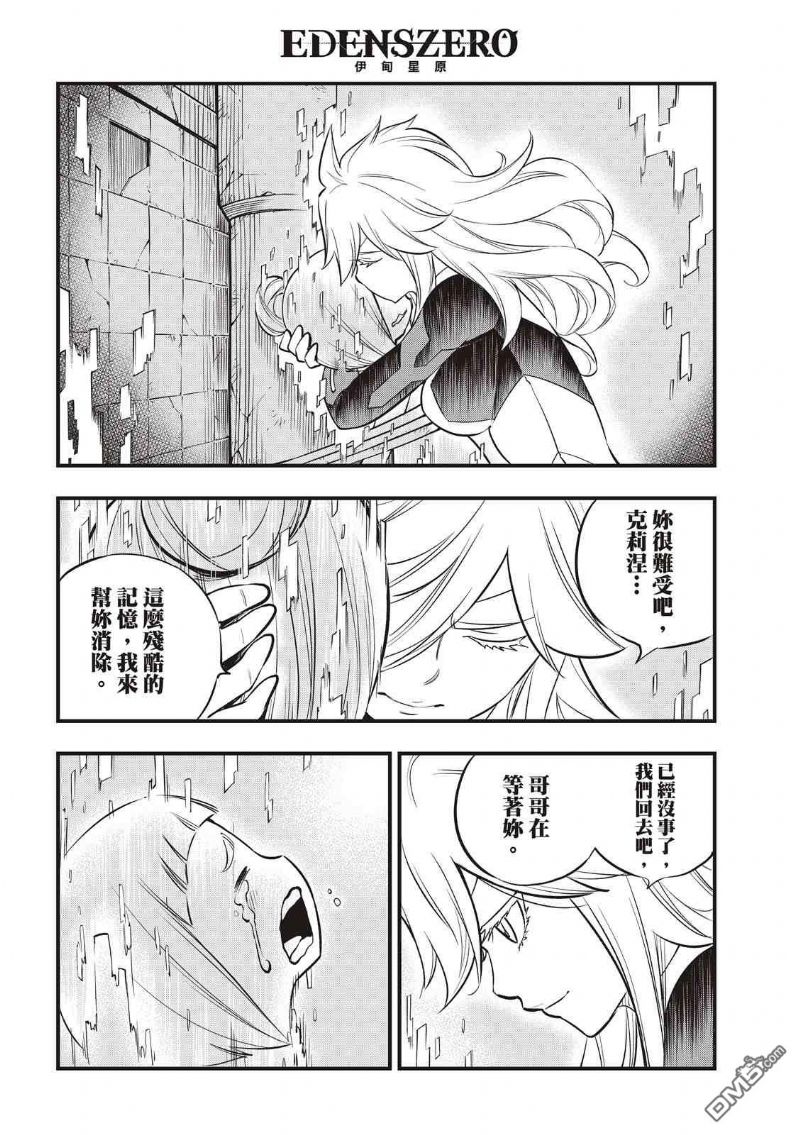 EDENSZERO
伊甸星原
妳很難受吧，
克莉涅…
這麼殘酷的
記憶，我來
幫妳消除。
已經沒事了，
我們回去吧，
哥哥在
等著妳。
DM5.com